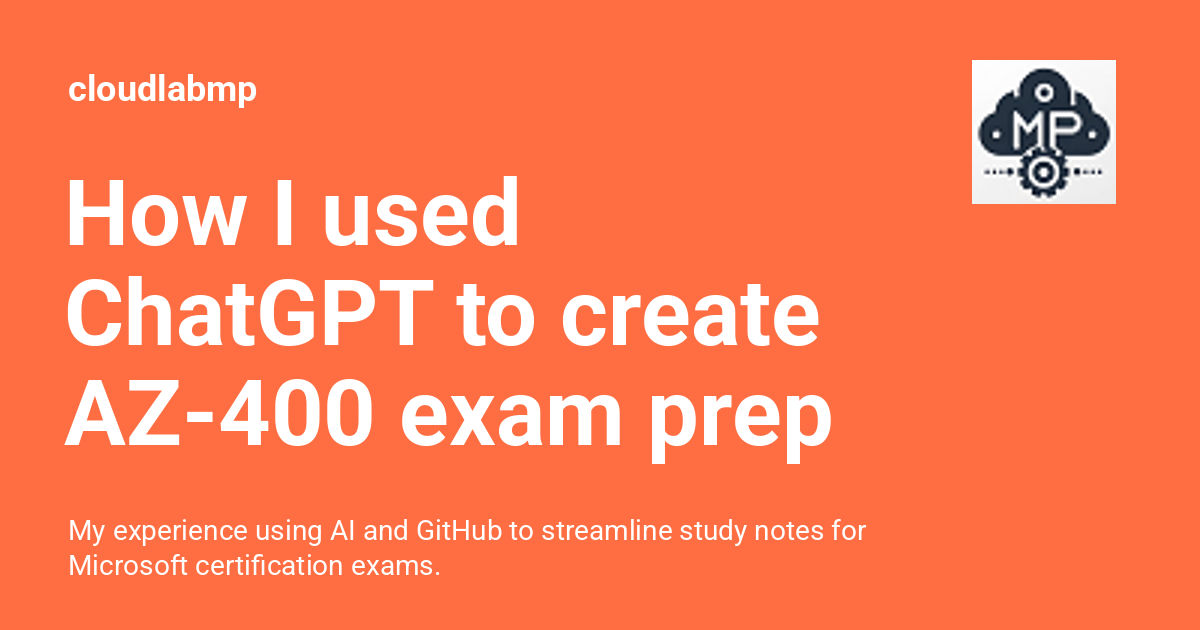 cloudlabmp
MP
How I used
ChatGPT to create
AZ-400 exam prep
My experience using AI and GitHub to streamline study notes for
Microsoft certification exams.